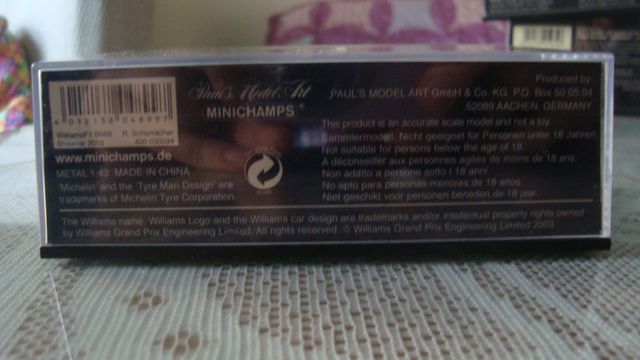 4 012138 046997
WilliamsF1 BMW R. Schumacher
Showcar 2003 400 030094
www.minichamps.de
METAL 1:43 MADE IN CHINA
'Michelin' and the 'Tyre Man Design' are
trademarks of Michelin Tyre Corporation.
Paul's Model Art
MINICHAMPS®
Produced by
PAUL'S MODEL ART GmbH & Co. KG, P.O. Box 50 05 04
52089 AACHEN, GERMANY
This product is an accurate scale model and not a toy.
Sammlermodell. Nicht geeignet für Personen unter 18 Jahren.
Not suitable for persons below the age of 18.
A déconseiller aux personnes agées de moins de 18 ans.
Non adatto a persone sotto i 18 anni.
No apto para personas menores de 18 años.
Niet geschikt voor personen beneden de 18 jaar.
The Williams name, Williams Logo and the Williams car design are trademarks and/or intellectual property rights owned
by Williams Grand Prix Engineering Limited. All rights reserved. © Williams Grand Prix Engineering Limited 2003.